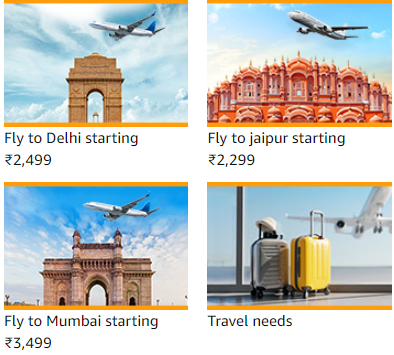 Fly to Delhi starting
₹2,499
Fly to jaipur starting
₹2,299
Fly to Mumbai starting
₹3,499
Travel needs